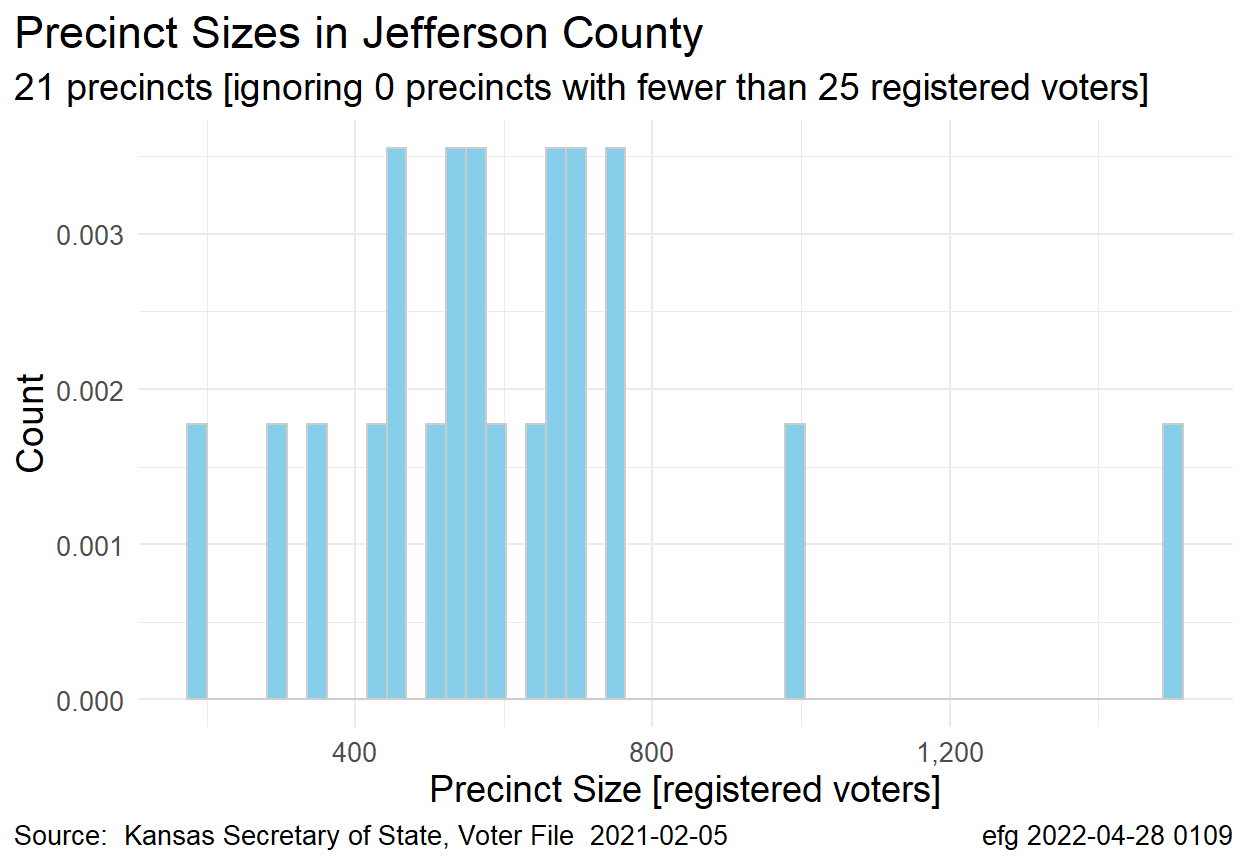 Precinct Sizes in Jefferson County
21 precincts [ignoring 0 precincts with fewer than 25 registered voters]
Count
0.003
0.002
0.001
0.000
400 800 1,200
Precinct Size [registered voters]
Source:  Kansas Secretary of State, Voter File  2021-02-05
efg 2022-04-28 0109